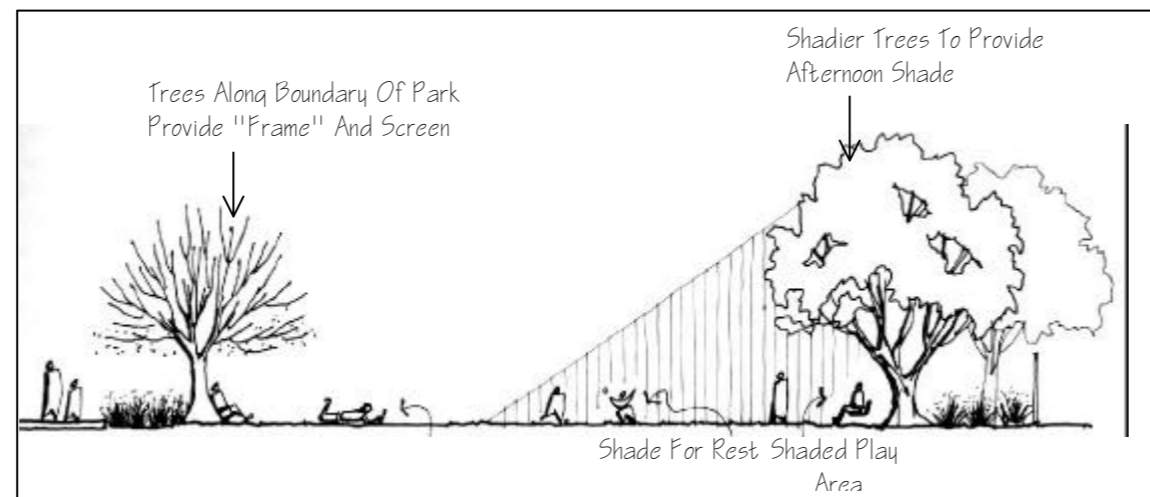 Shadier Trees To Provide
Afternoon Shade
Trees Along Boundary Of Park
Provide "Frame" And Screen
Shade For Rest
Shaded Play
Area